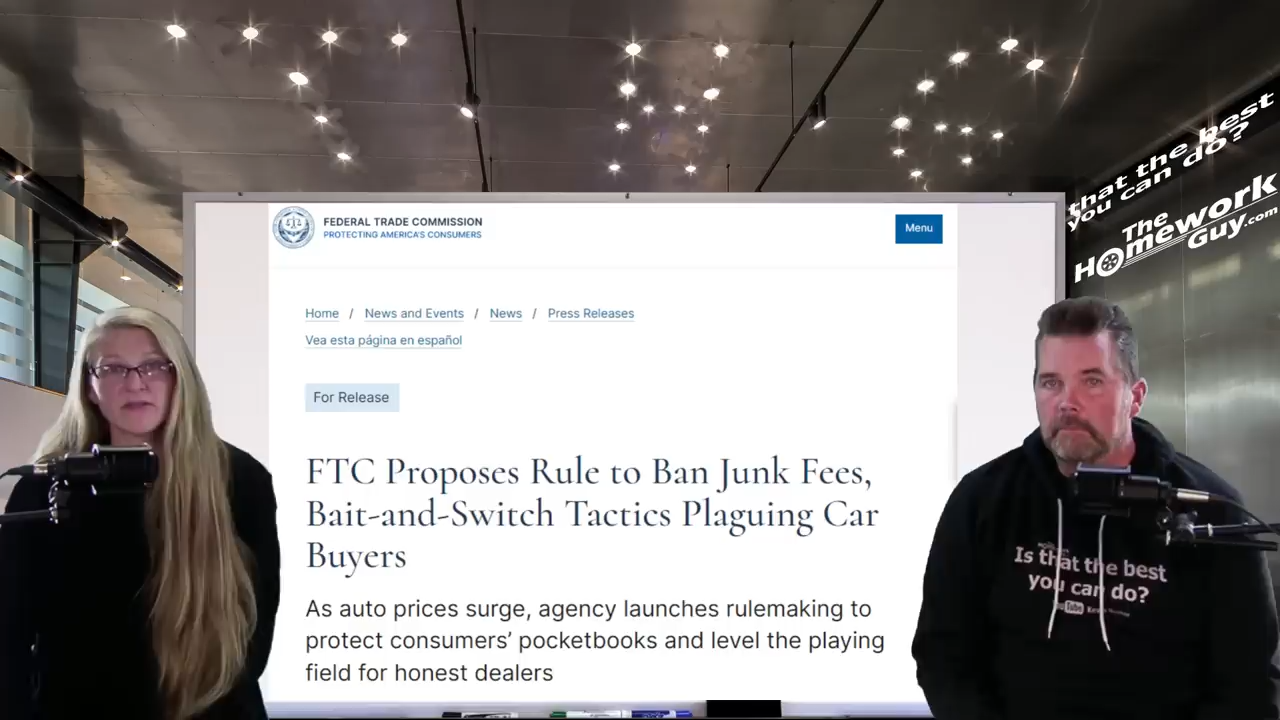 that the best
you can do?
The
Homework
Guy.com
FEDERAL TRADE COMMISSION
PROTECTING AMERICA'S CONSUMERS
Menu
Home / News and Events / News / Press Releases
Vea esta página en español
For Release
FTC Proposes Rule to Ban Junk Fees,
Bait-and-Switch Tactics Plaguing Car
Buyers
As auto prices surge, agency launches rulemaking to
protect consumers' pocketbooks and level the playing
field for honest dealers
Is that the best
you can do?
YouTube